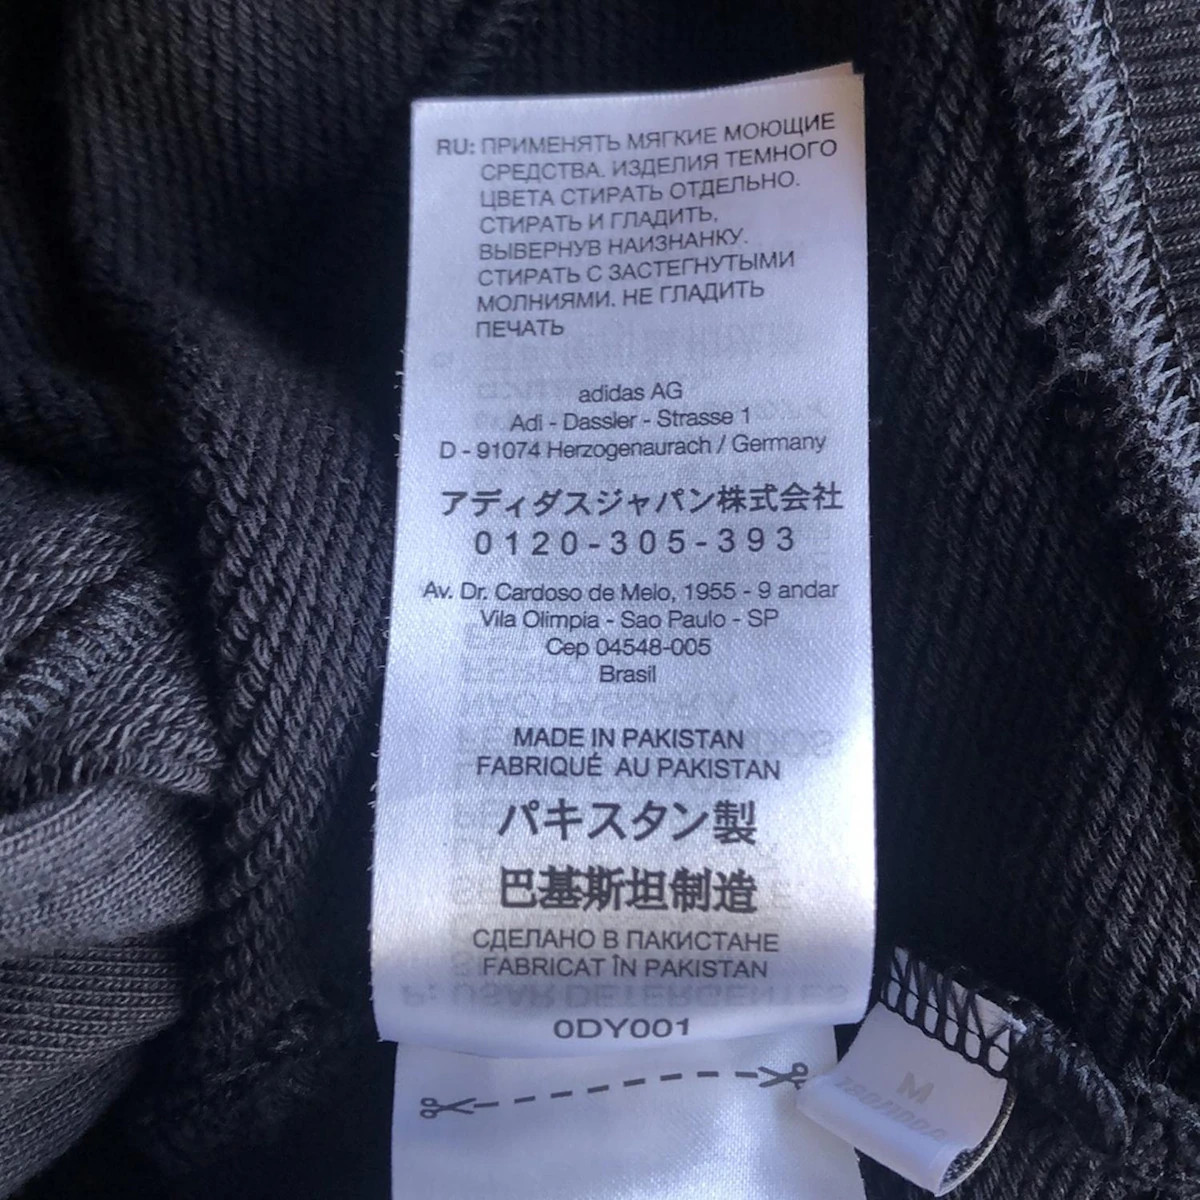 RU: ПРИМЕНЯТЬ МЯГКИЕ МОЮЩИЕ
СРЕДСТВА. ИЗДЕЛИЯ ТЕМНОГО
ЦВЕТА СТИРАТЬ ОТДЕЛЬНО.
СТИРАТЬ И ГЛАДИТЬ,
ВЫВЕРНУВ НАИЗНАНКУ.
СТИРАТЬ С ЗАСТЕГНУТЫМИ
МОЛНИЯМИ. НЕ ГЛАДИТЬ
ПЕЧАТЬ
adidas AG
Adi - Dassler - Strasse 1
D - 91074 Herzogenaurach / Germany
アディダスジャパン株式会社
0120-305-393
Av. Dr. Cardoso de Melo, 1955 - 9 andar
Vila Olimpia - Sao Paulo - SP
Cep 04548-005
Brasil
MADE IN PAKISTAN
FABRIQUÉ AU PAKISTAN
パキスタン製
巴基斯坦制造
СДЕЛАНО В ПАКИСТАНЕ
FABRICAT ÎN PAKISTAN
0DY001
M